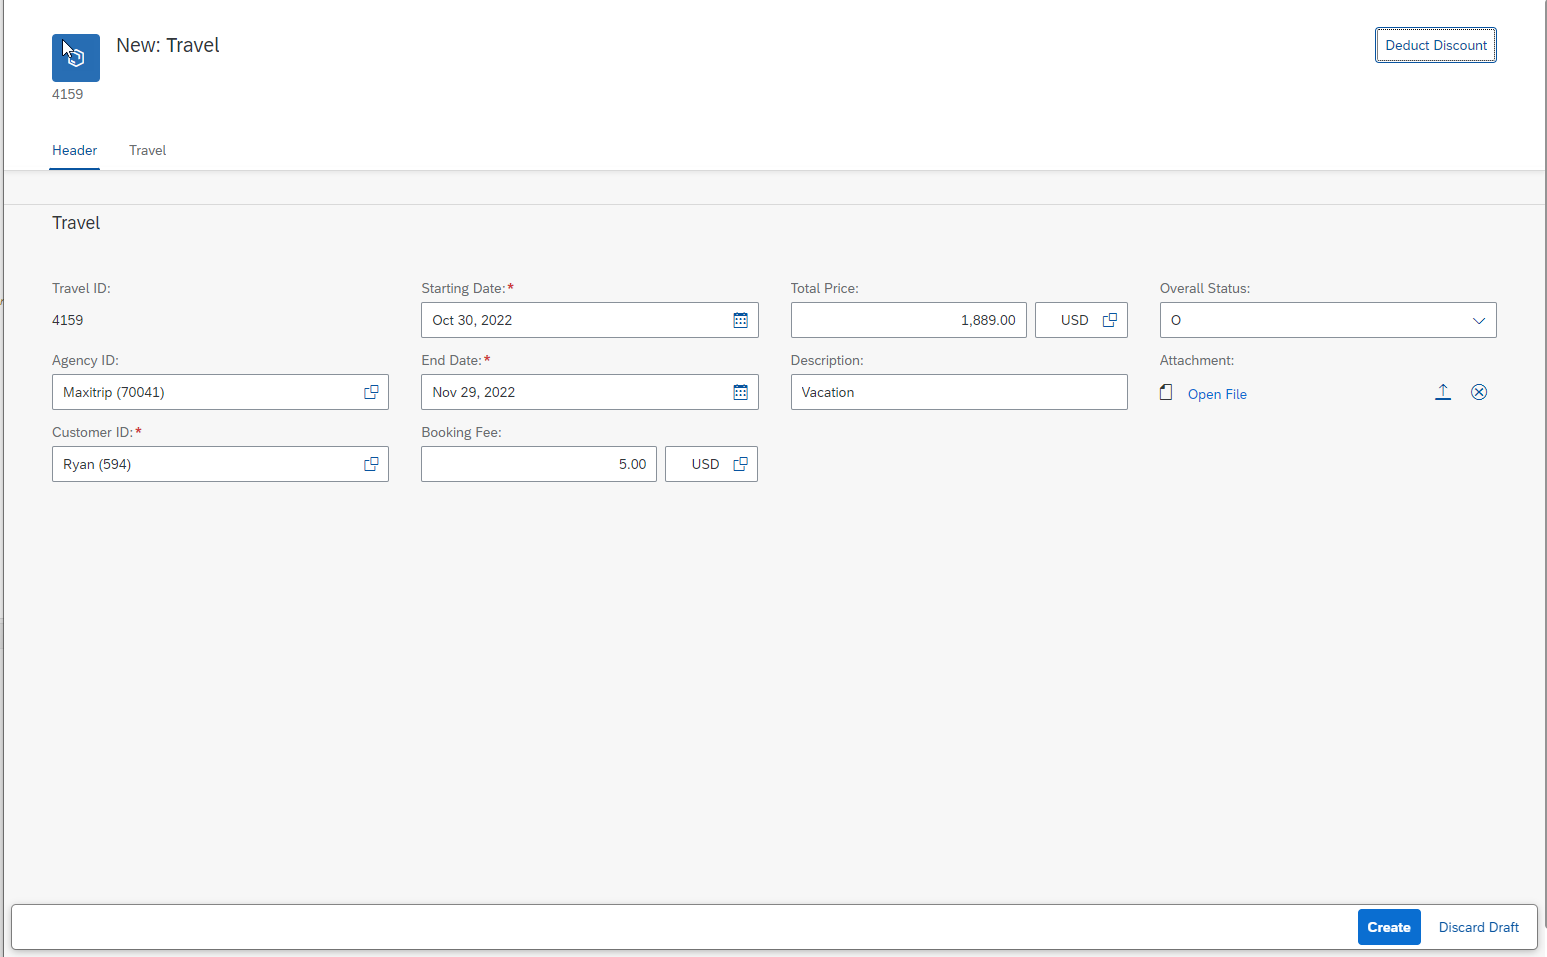 New: Travel
Deduct Discount
4159
Header
Travel
Travel
Travel ID:
4159
Agency ID:
Maxitrip (70041)
Customer ID:*
Ryan (594)
Starting Date:*
Oct 30, 2022
End Date:*
Nov 29, 2022
Booking Fee:
5.00
USD
Total Price:
1,889.00
USD
Description:
Vacation
Overall Status:
O
Attachment:
Open File
Create
Discard Draft